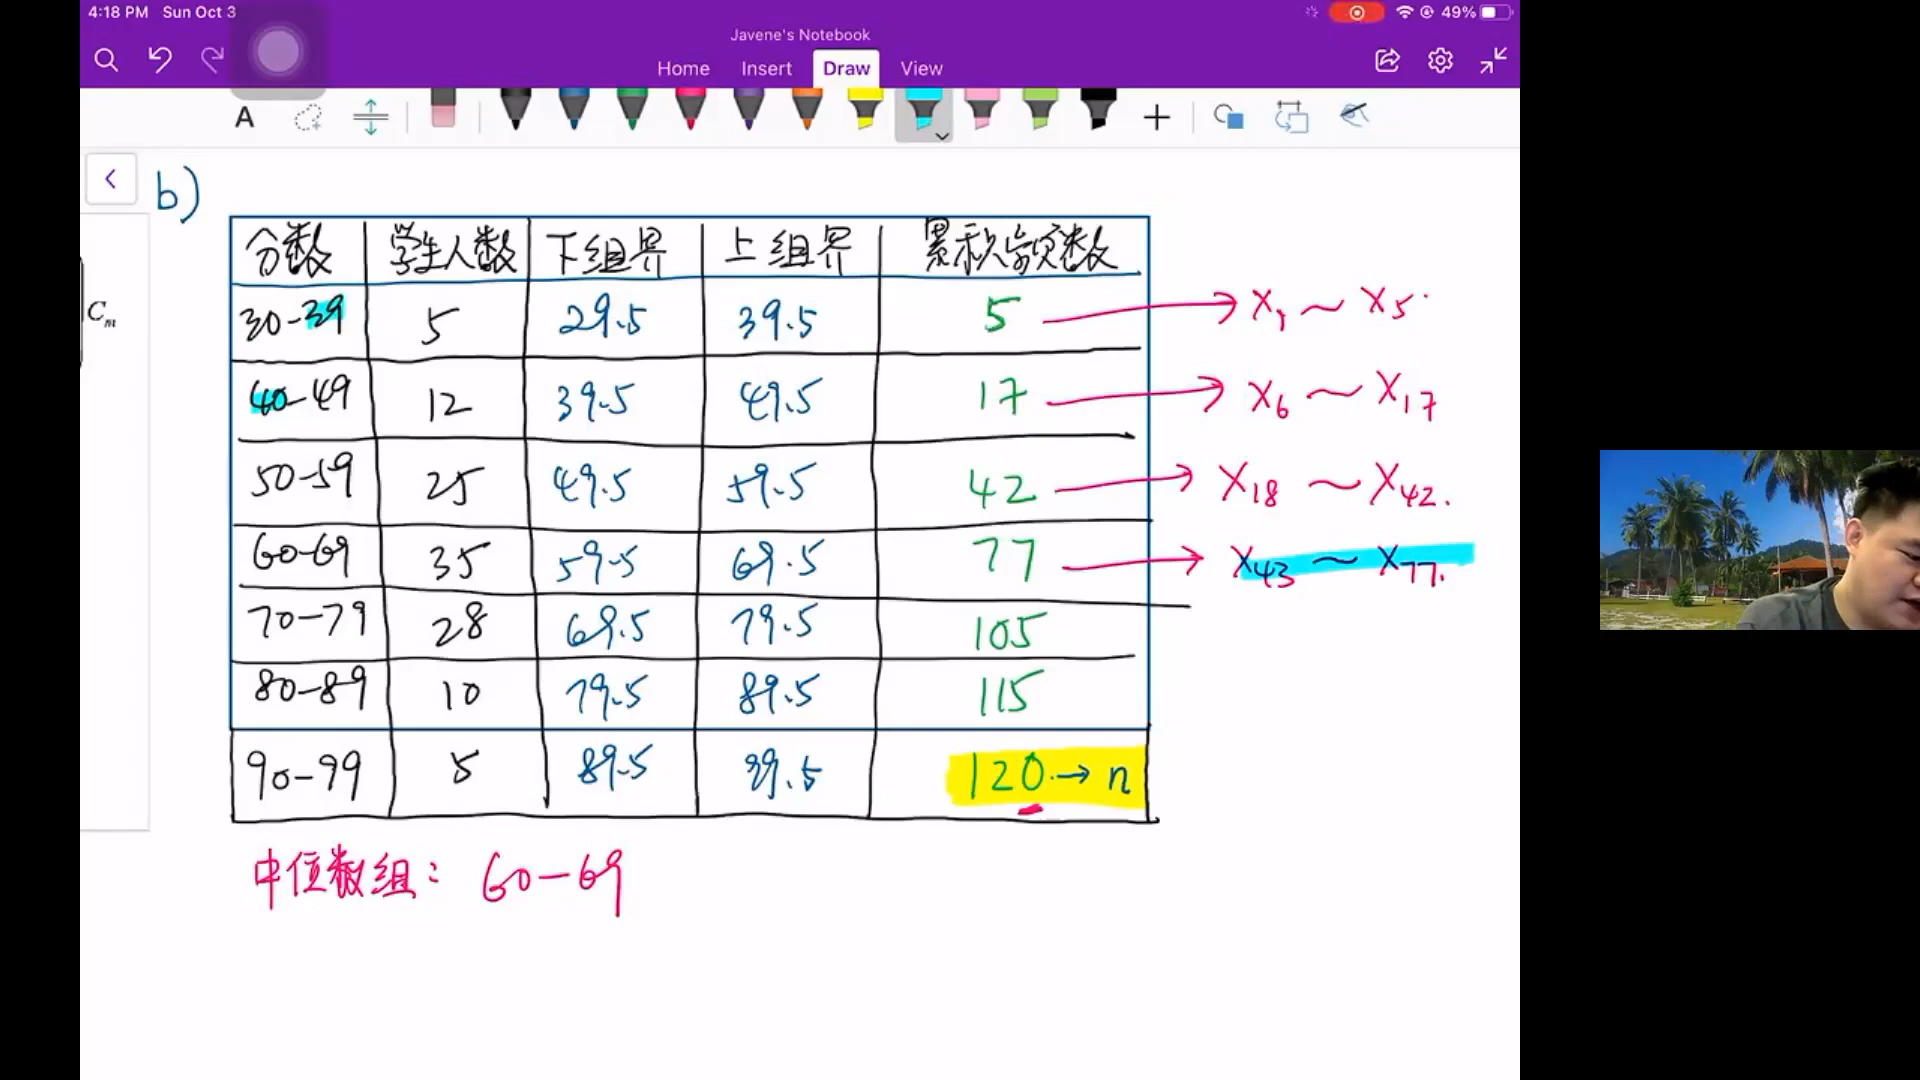 4:18 PM Sun Oct 3
49%
Javene's Notebook
Home Insert Draw View
A
b)
C_m
分数 学生人数 下组界 上组界 累积频数
30-39 5 29.5 39.5 5 → X₁ ~ X₅.
40-49 12 39.5 49.5 17 → X₆ ~ X₁₇
50-59 25 49.5 59.5 42 → X₁₈ ~ X₄₂.
60-69 35 59.5 69.5 77 → X₄₃ ~ X₇₇.
70-79 28 69.5 79.5 105
80-89 10 79.5 89.5 115
90-99 5 89.5 99.5 120 → n
中位数组: 60-69